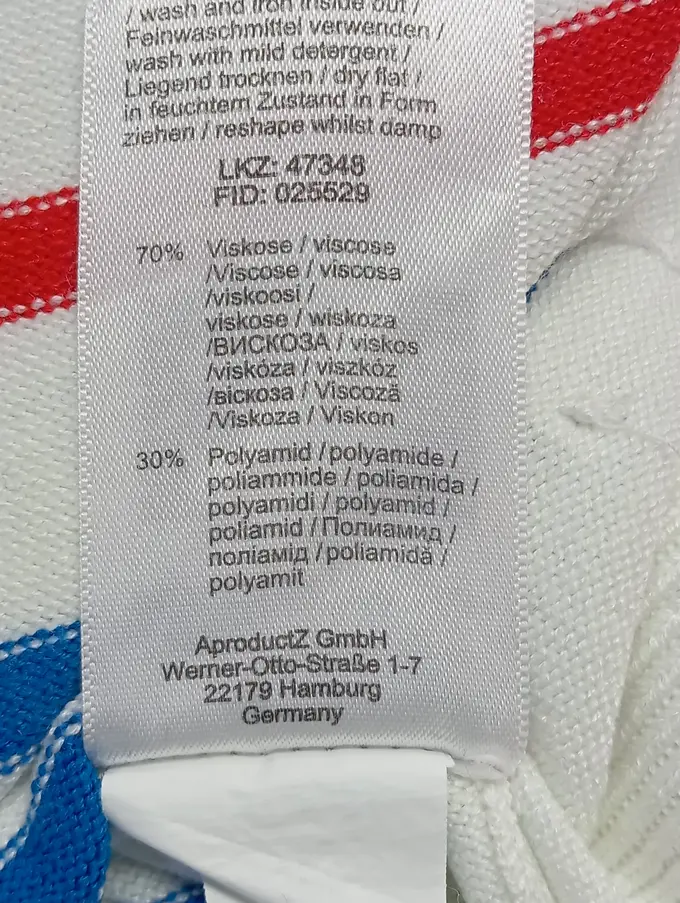 / wash and iron inside out /
Feinwaschmittel verwenden /
wash with mild detergent /
Liegend trocknen / dry flat /
in feuchtem Zustand in Form
ziehen / reshape whilst damp
LKZ: 47348
FID: 025529
70% Viskose / viscose
/Viscose / viscosa
/viskoosi /
viskose / wiskoza
/ВИСКОЗА / viskos
/viskóza / viszkóz
/віскоза / Viscoză
/Viskoza / Viskon
30% Polyamid / polyamide /
poliammide / poliamida /
polyamidi / polyamid /
poliamid / Полиамид /
поліамід / poliamidă /
polyamit
AproductZ GmbH
Werner-Otto-Straße 1-7
22179 Hamburg
Germany